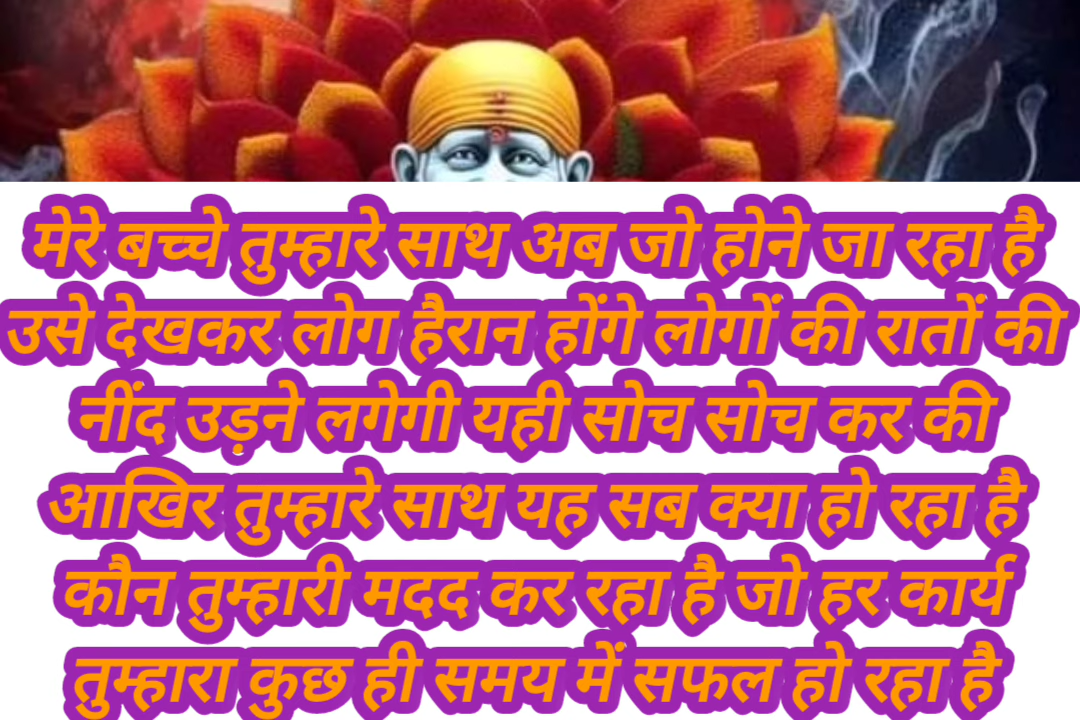 मेरे बच्चे तुम्हारे साथ अब जो होने जा रहा है
उसे देखकर लोग हैरान होंगे लोगों की रातों की
नींद उड़ने लगेगी यही सोच सोच कर की
आखिर तुम्हारे साथ यह सब क्या हो रहा है
कौन तुम्हारी मदद कर रहा है जो हर कार्य
तुम्हारा कुछ ही समय में सफल हो रहा है